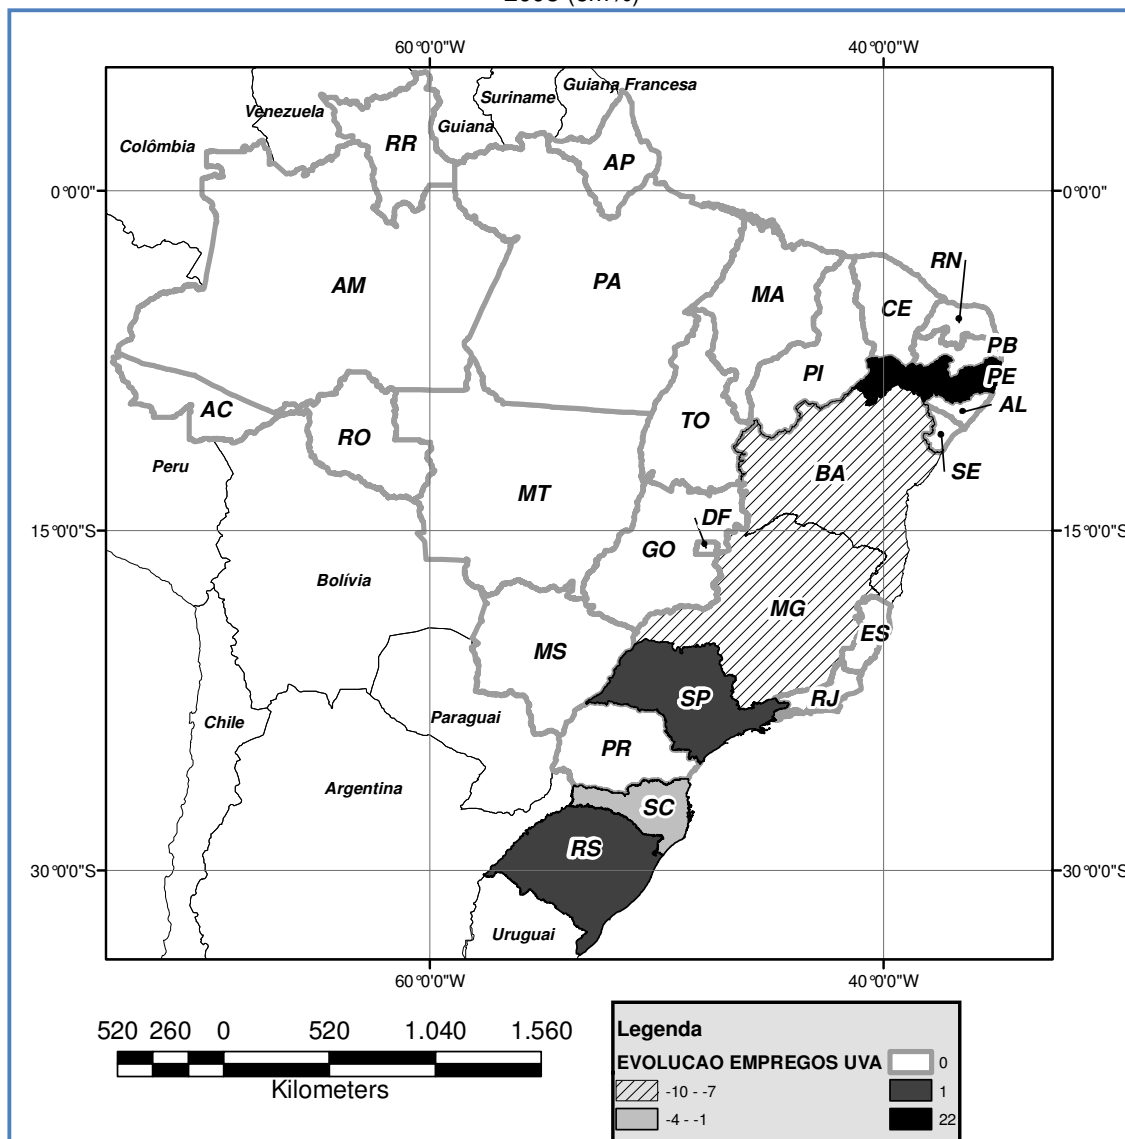 60°0'0"W 40°0'0"W
Guiana Francesa
Suriname
Venezuela
Guiana
Colômbia
RR
AP
0°0'0" 0°0'0"
RN
AM
PA
MA
CE
PB
PI
PE
AC
TO
AL
RO
BA
SE
Peru
MT
DF
15°0'0"S 15°0'0"S
GO
Bolívia
MG
ES
MS
SP
RJ
Chile
Paraguai
PR
Argentina
SC
RS
30°0'0"S 30°0'0"S
Uruguai
60°0'0"W 40°0'0"W
520 260 0 520 1.040 1.560
Kilometers
Legenda
EVOLUCAO EMPREGOS UVA 0
-10 - -7 1
-4 - -1 22